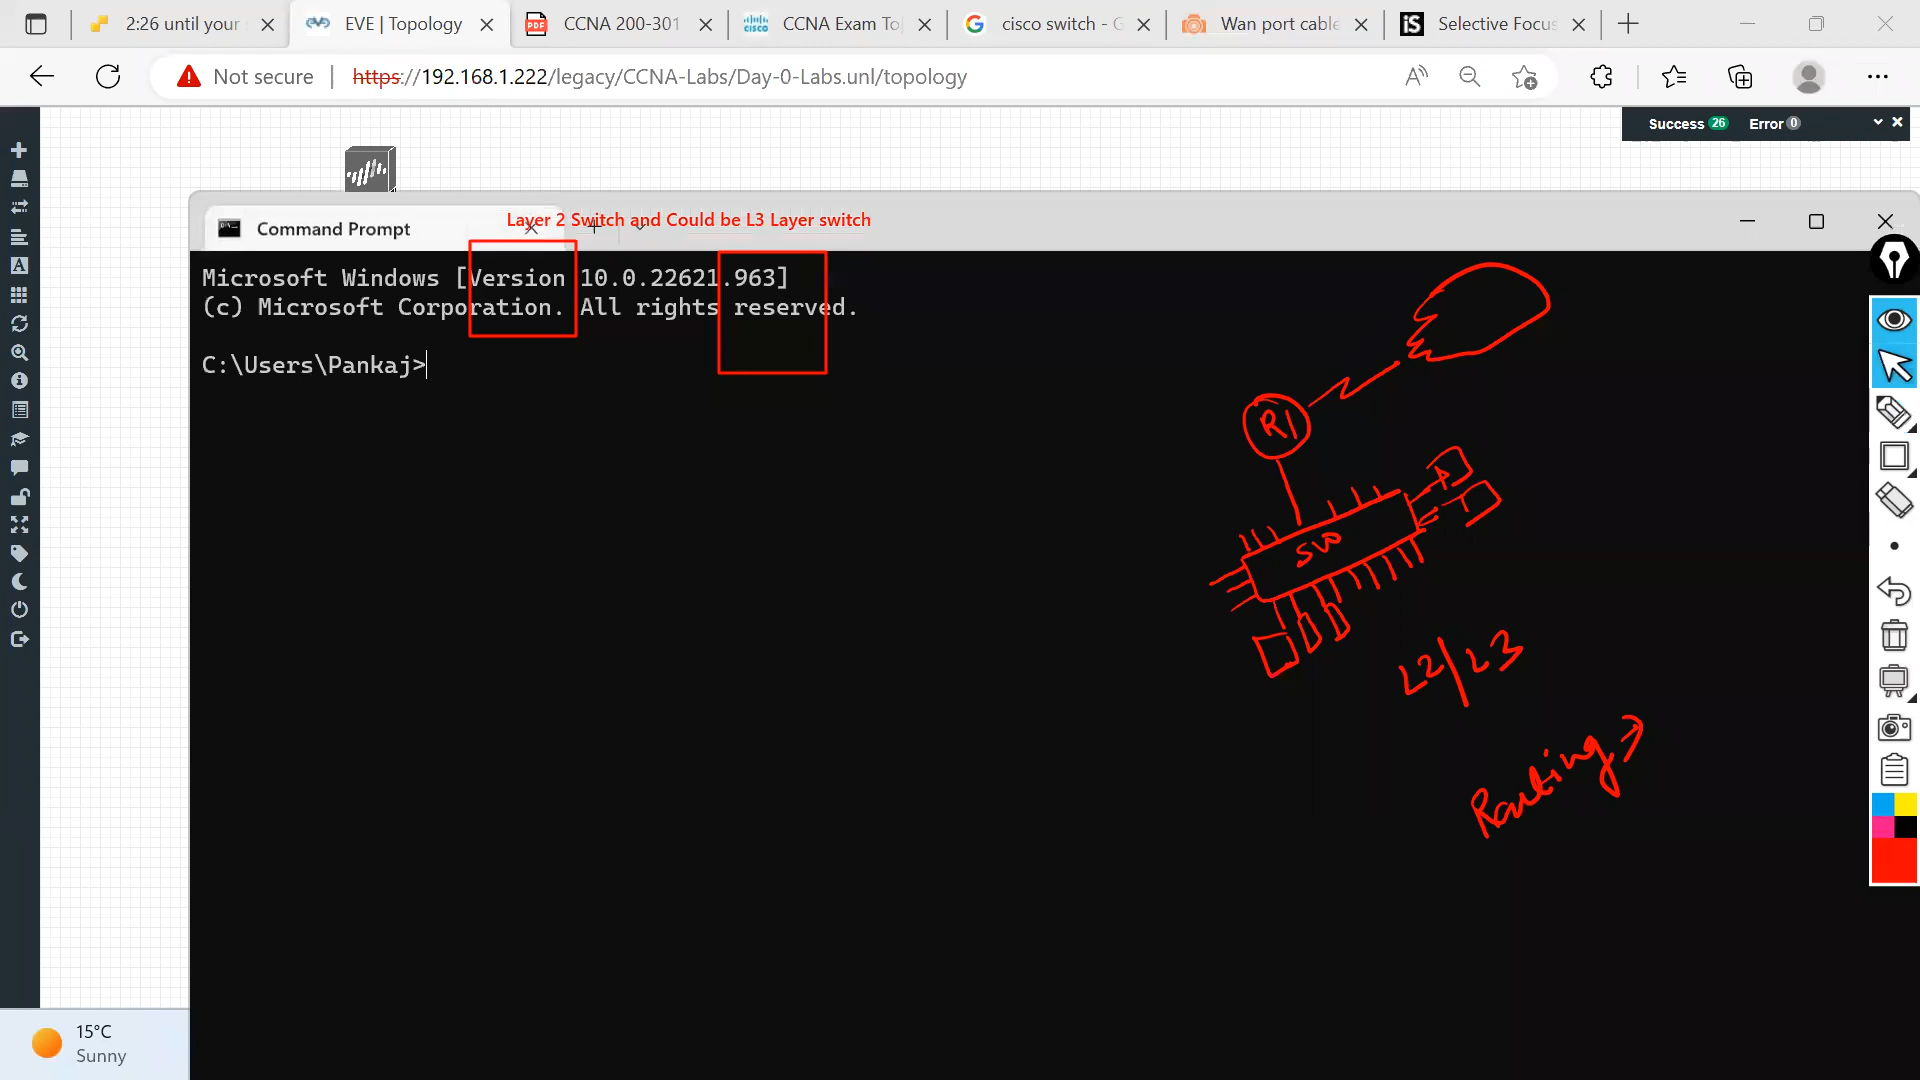 2:26 until your
EVE | Topology
CCNA 200-301
CCNA Exam To
cisco switch - G
Wan port cable
Selective Focus
Not secure
https://192.168.1.222/legacy/CCNA-Labs/Day-0-Labs.unl/topology
Success 26 Error 0
Command Prompt
Layer 2 Switch and Could be L3 Layer switch
Microsoft Windows [Version 10.0.22621.963]
(c) Microsoft Corporation. All rights reserved.
C:\Users\Pankaj>
R1
A
T
SW
L2/L3
Routing
15°C
Sunny